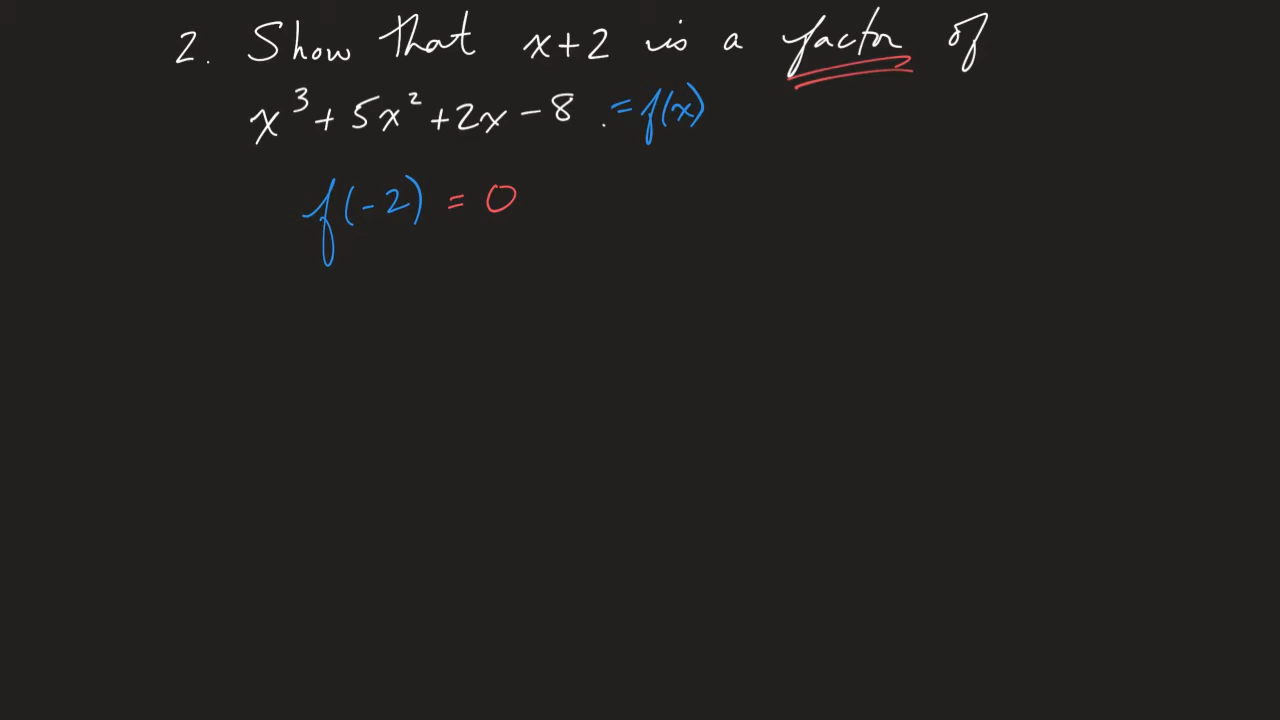 2. Show that x+2 is a factor of
x³ + 5x² + 2x − 8 . = f(x)
f(-2) = 0